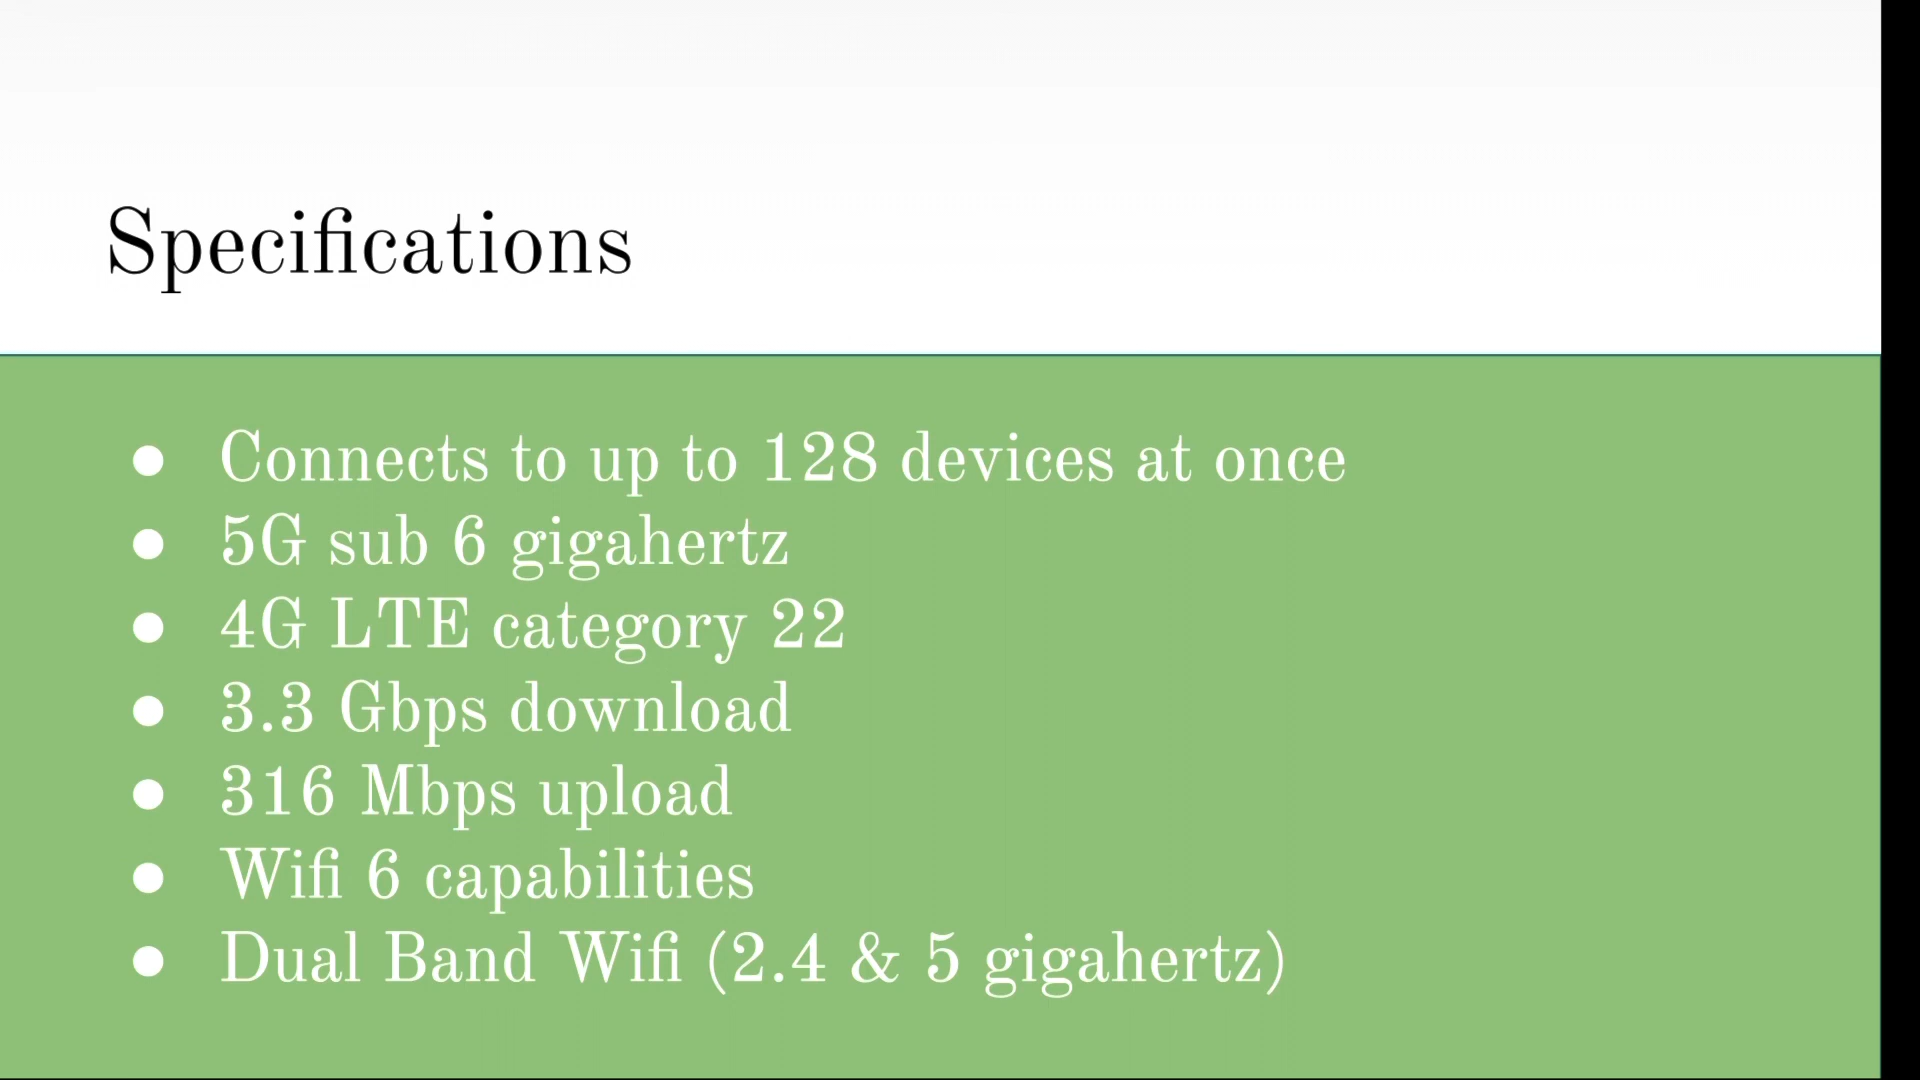 Specifications
● Connects to up to 128 devices at once
● 5G sub 6 gigahertz
● 4G LTE category 22
● 3.3 Gbps download
● 316 Mbps upload
● Wifi 6 capabilities
● Dual Band Wifi (2.4 & 5 gigahertz)